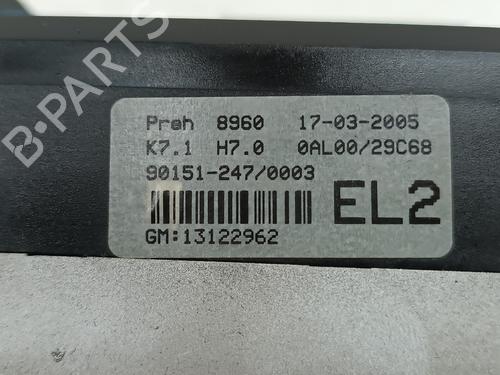 Preh 8960 17-03-2005
K7.1 H7.0 0AL00/29C68
90151-247/0003
EL2
GM:13122962
B-PARTS